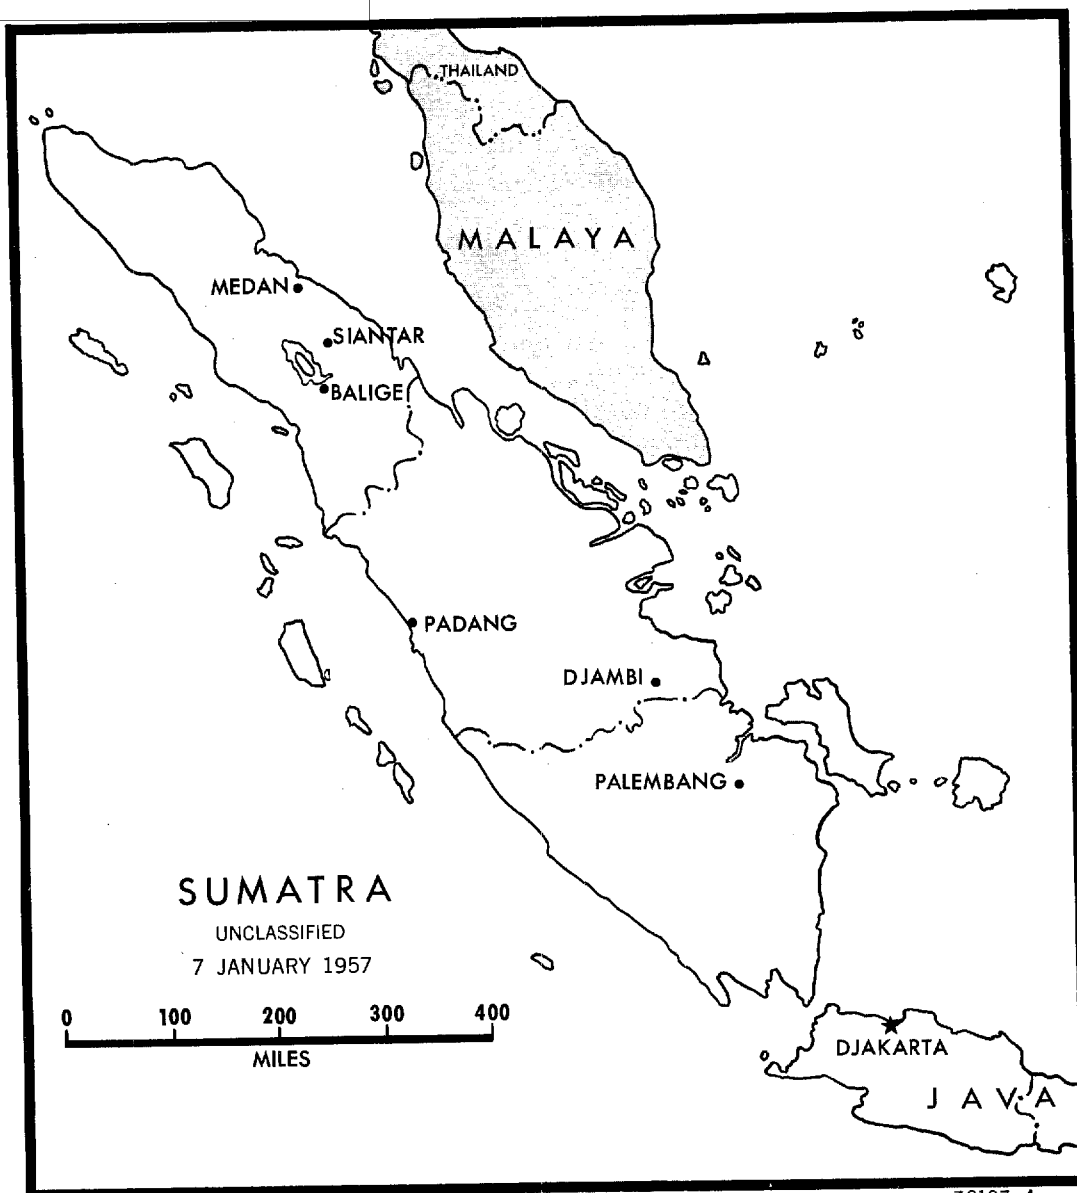 THAILAND
MALAYA
MEDAN
SIANTAR
BALIGE
PADANG
DJAMBI
PALEMBANG
SUMATRA
UNCLASSIFIED
7 JANUARY 1957
0 100 200 300 400
MILES
DJAKARTA
JAVA